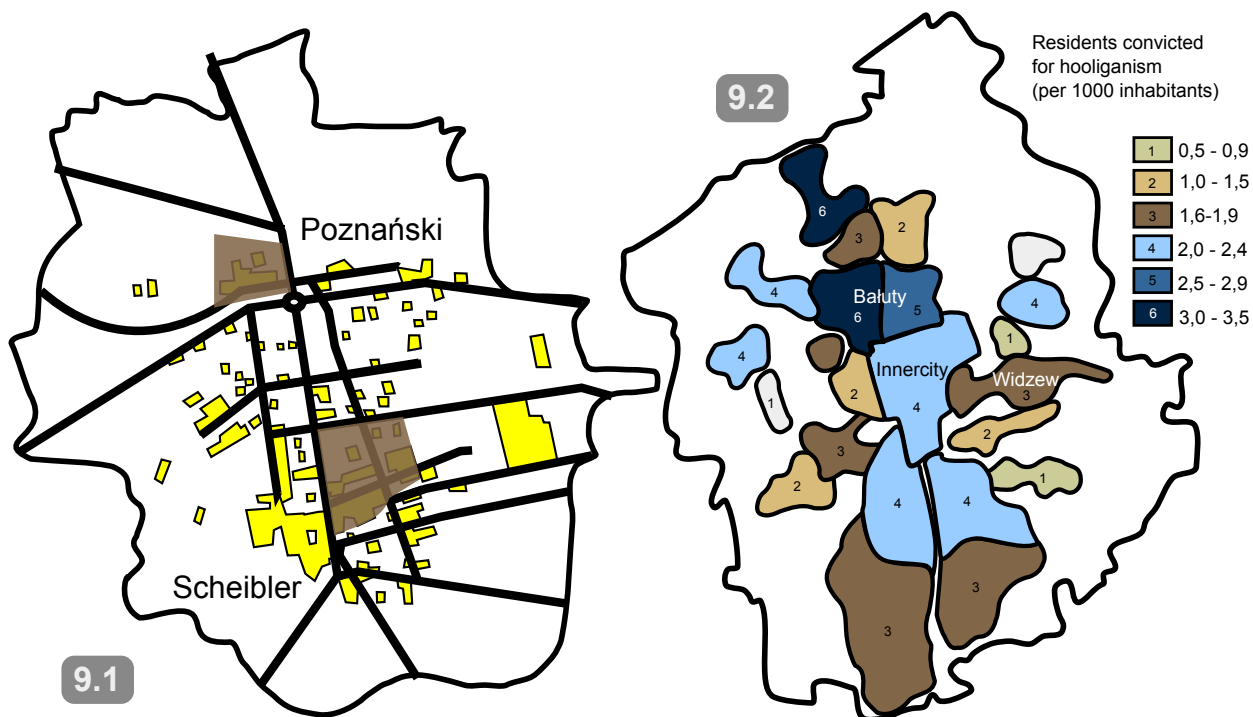 Poznański
Scheibler
9.1
9.2
Residents convicted
for hooliganism
(per 1000 inhabitants)
1 0,5 - 0,9
2 1,0 - 1,5
3 1,6-1,9
4 2,0 - 2,4
5 2,5 - 2,9
6 3,0 - 3,5
6
3
2
4
Bałuty
6
5
4
4
1
1
2
Innercity
4
Widzew
3
2
3
2
1
4
4
3
3